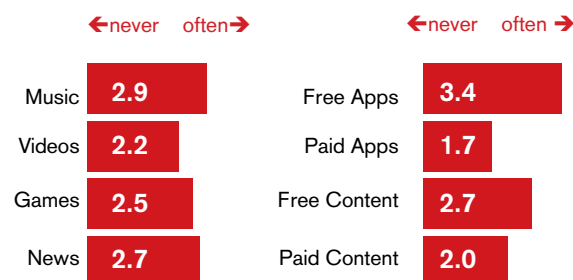 ←never often→
Music 2.9
Videos 2.2
Games 2.5
News 2.7
←never often →
Free Apps 3.4
Paid Apps 1.7
Free Content 2.7
Paid Content 2.0